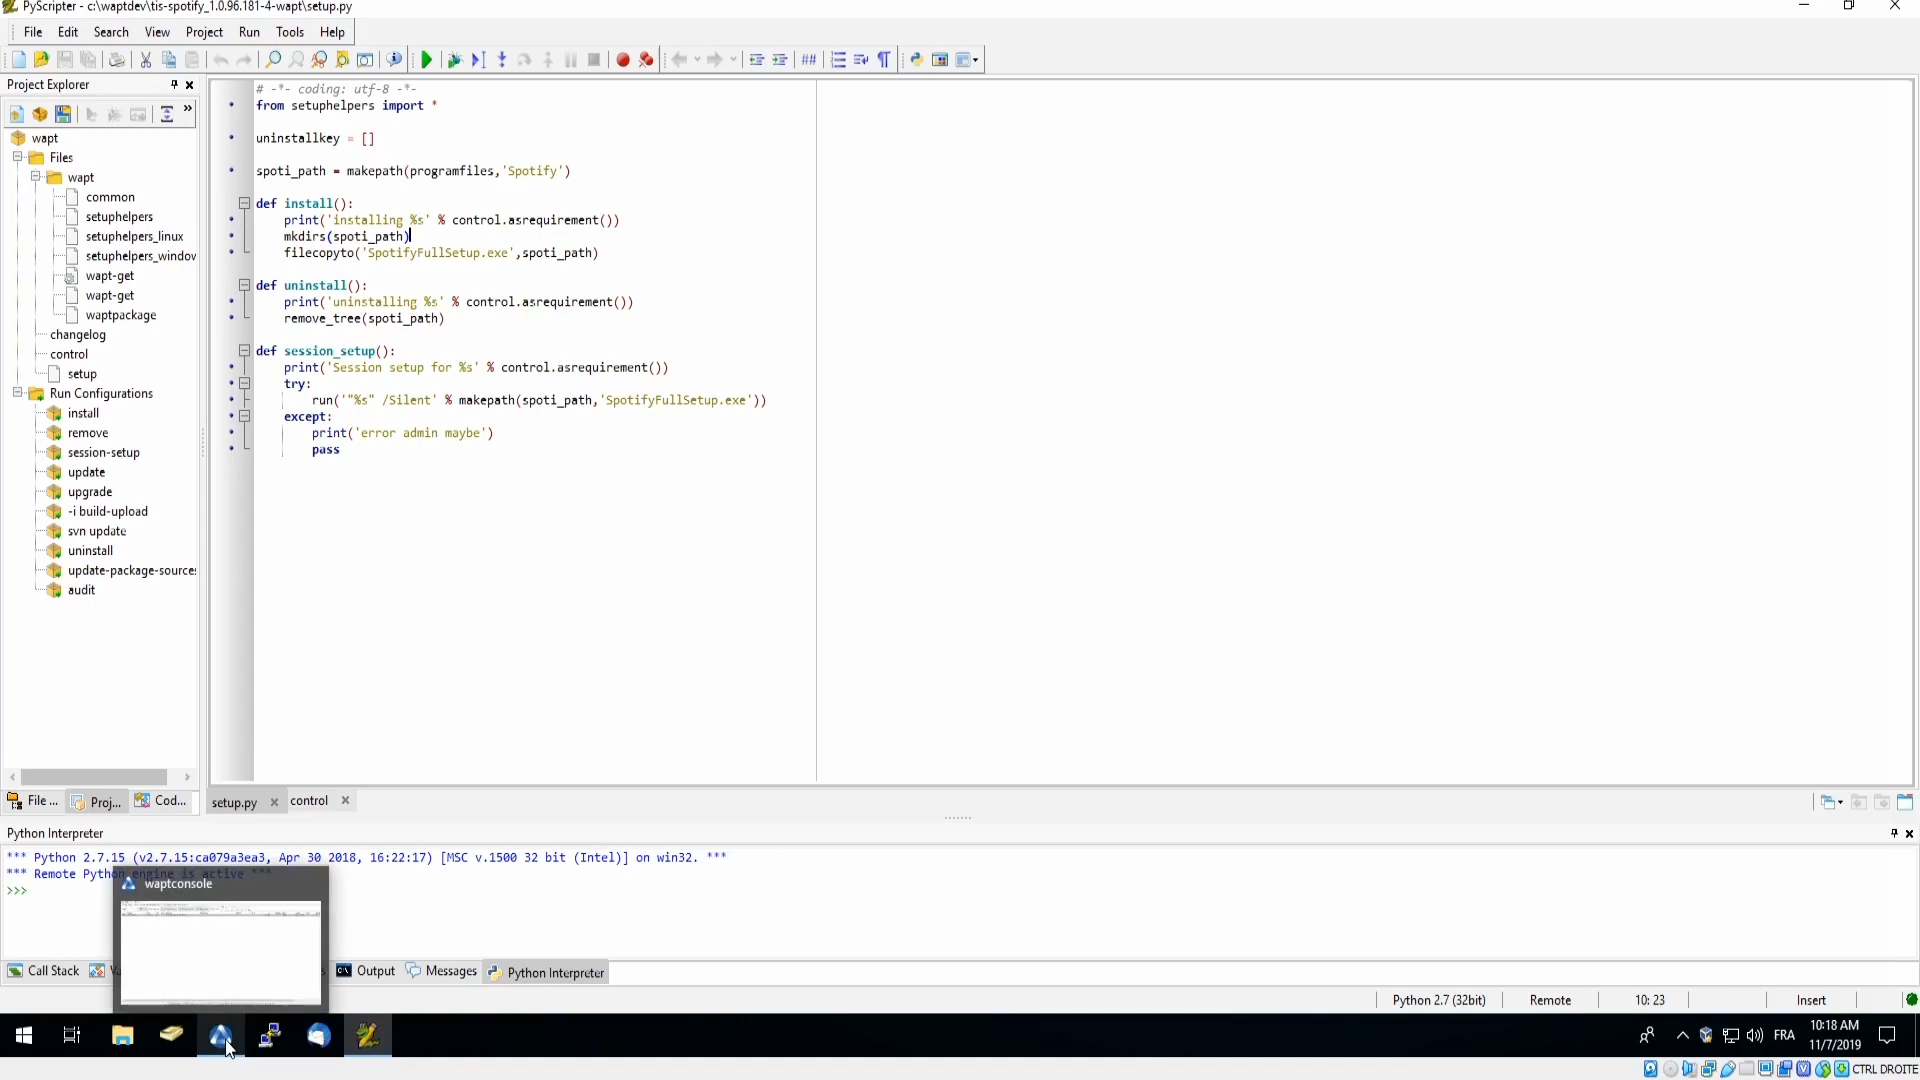 PyScripter - c:\waptdev\tis-spotify_1.0.96.181-4-wapt\setup.py
File Edit Search View Project Run Tools Help
Project Explorer
wapt
Files
wapt
common
setuphelpers
setuphelpers_linux
setuphelpers_window
wapt-get
wapt-get
waptpackage
changelog
control
setup
Run Configurations
install
remove
session-setup
update
upgrade
-i build-upload
svn update
uninstall
update-package-source
audit
File ... Proj... Cod...
# -*- coding: utf-8 -*-
from setuphelpers import *
uninstallkey = []
spoti_path = makepath(programfiles,'Spotify')
def install():
print('installing %s' % control.asrequirement())
mkdirs(spoti_path)
filecopyto('SpotifyFullSetup.exe',spoti_path)
def uninstall():
print('uninstalling %s' % control.asrequirement())
remove_tree(spoti_path)
def session_setup():
print('Session setup for %s' % control.asrequirement())
try:
run('"%s" /Silent' % makepath(spoti_path,'SpotifyFullSetup.exe'))
except:
print('error admin maybe')
pass
setup.py control
Python Interpreter
*** Python 2.7.15 (v2.7.15:ca079a3ea3, Apr 30 2018, 16:22:17) [MSC v.1500 32 bit (Intel)] on win32. ***
*** Remote Python engine is active ***
>>>
waptconsole
Call Stack Output Messages Python Interpreter
Python 2.7 (32bit) Remote 10: 23 Insert
FRA 10:18 AM
11/7/2019
CTRL DROITE